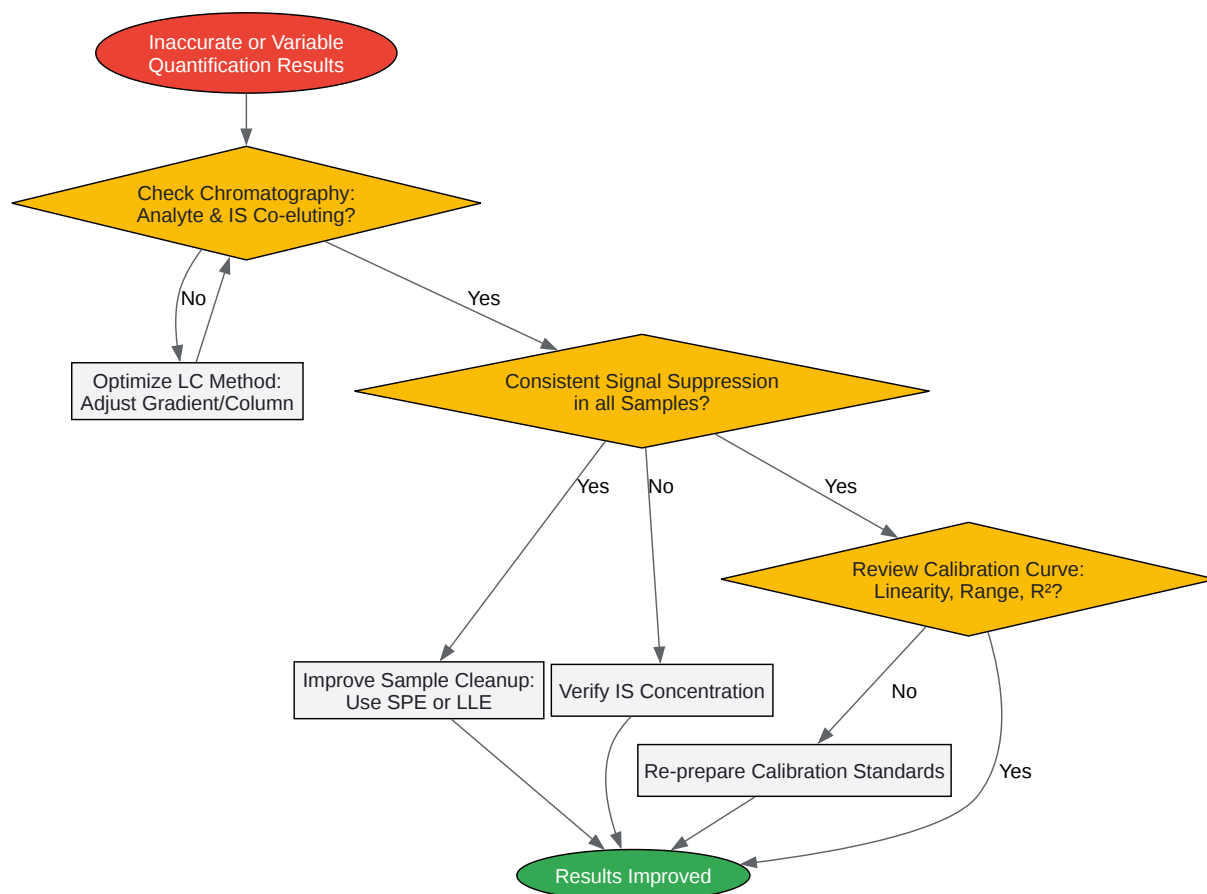 Inaccurate or Variable
Quantification Results
Check Chromatography:
Analyte & IS Co-eluting?
No
Yes
Optimize LC Method:
Adjust Gradient/Column
Consistent Signal Suppression
in all Samples?
Yes
No
Yes
Review Calibration Curve:
Linearity, Range, R²?
Improve Sample Cleanup:
Use SPE or LLE
Verify IS Concentration
No
Re-prepare Calibration Standards
Yes
Results Improved